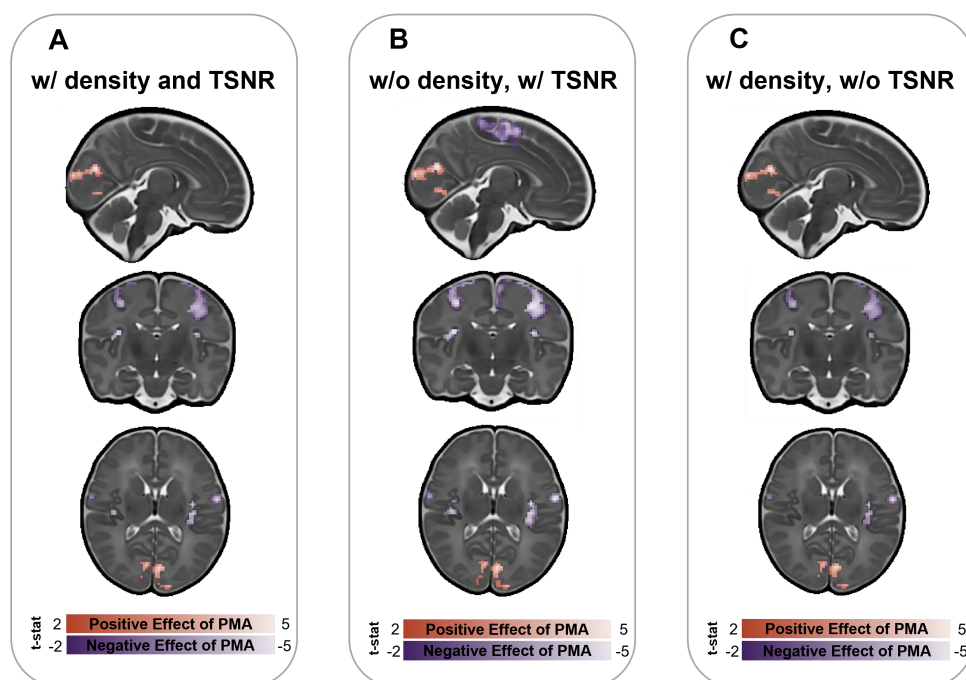 A
w/ density and TSNR
t-stat
2 Positive Effect of PMA 5
-2 Negative Effect of PMA -5
B
w/o density, w/ TSNR
t-stat
2 Positive Effect of PMA 5
-2 Negative Effect of PMA -5
C
w/ density, w/o TSNR
t-stat
2 Positive Effect of PMA 5
-2 Negative Effect of PMA -5